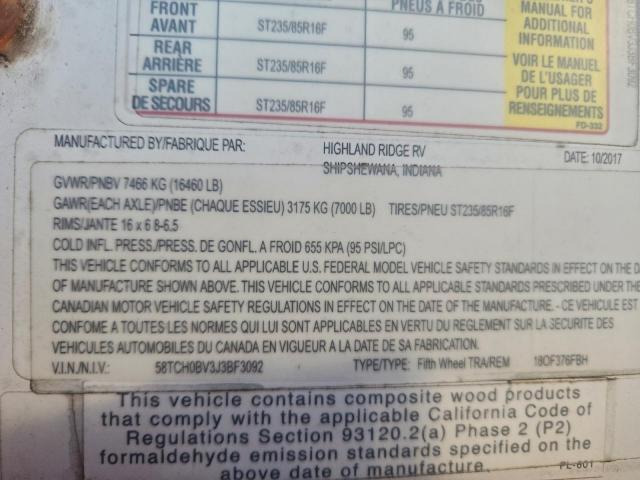 PNEUS À FROID
FRONT
AVANT ST235/85R16F 95
REAR
ARRIÈRE ST235/85R16F 95
SPARE
DE SECOURS ST235/85R16F 95
MANUAL FOR
ADDITIONAL
INFORMATION
VOIR LE MANUEL
DE L'USAGER
POUR PLUS DE
RENSEIGNEMENTS
FD-332
MANUFACTURED BY/FABRIQUE PAR: HIGHLAND RIDGE RV DATE: 10/2017
SHIPSHEWANA, INDIANA
GVWR/PNBV 7466 KG (16460 LB)
GAWR(EACH AXLE)/PNBE (CHAQUE ESSIEU) 3175 KG (7000 LB) TIRES/PNEU ST235/85R16F
RIMS/JANTE 16 x 6 8-6.5
COLD INFL. PRESS./PRESS. DE GONFL. A FROID 655 KPA (95 PSI/LPC)
THIS VEHICLE CONFORMS TO ALL APPLICABLE U.S. FEDERAL MODEL VEHICLE SAFETY STANDARDS IN EFFECT ON THE D
OF MANUFACTURE SHOWN ABOVE. THIS VEHICLE CONFORMS TO ALL APPLICABLE STANDARDS PRESCRIBED UNDER THE
CANADIAN MOTOR VEHICLE SAFETY REGULATIONS IN EFFECT ON THE DATE OF THE MANUFACTURE. - CE VEHICULE EST
CONFOME A TOUTES LES NORMES QUI LUI SONT APPLICABLES EN VERTU DU REGLEMENT SUR LA SECURITE DES
VEHICULES AUTOMOBILES DU CANADA EN VIGUEUR A LA DATE DE SA FABRICATION.
V.I.N./N.I.V.: 58TCH0BV3J3BF3092 TYPE/TYPE: Fifth Wheel TRA/REM 18OF376FBH
This vehicle contains composite wood products
that comply with the applicable California Code of
Regulations Section 93120.2(a) Phase 2 (P2)
formaldehyde emission standards specified on the
above date of manufacture.
PL-601